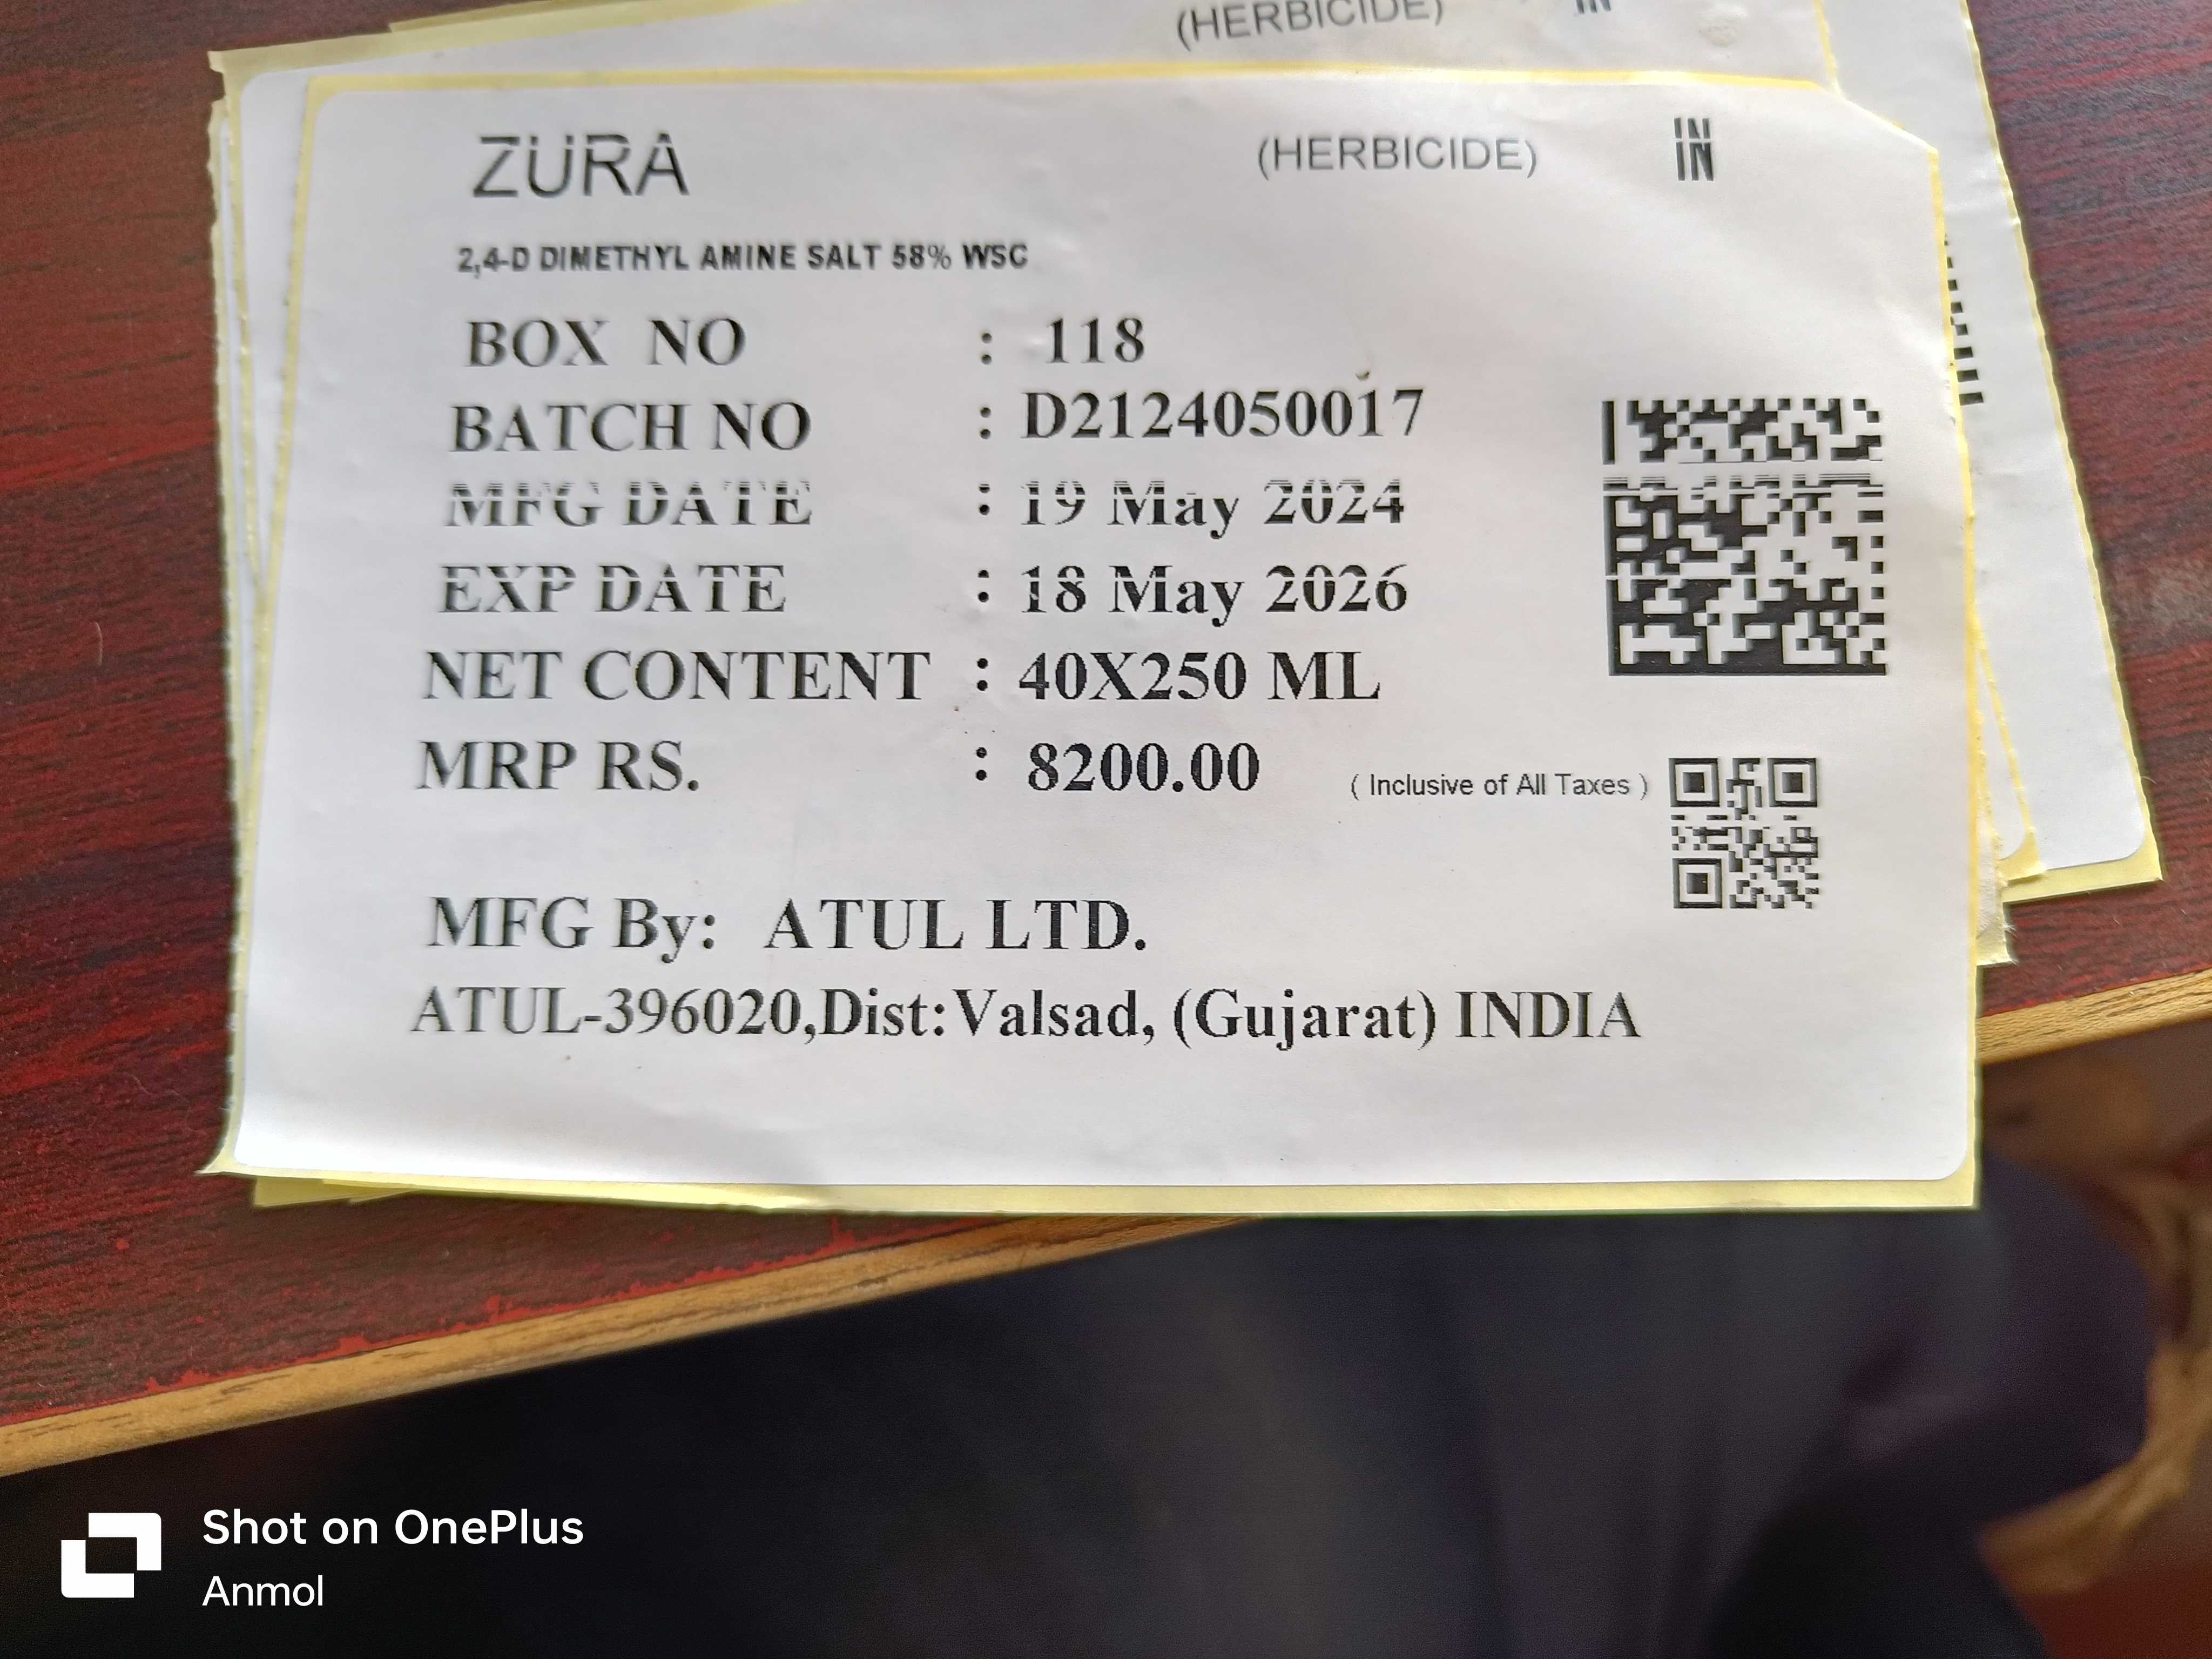 (HERBICIDE) IN
ZURA (HERBICIDE) IN
2,4-D DIMETHYL AMINE SALT 58% WSC
BOX NO : 118
BATCH NO : D2124050017
MFG DATE : 19 May 2024
EXP DATE : 18 May 2026
NET CONTENT : 40X250 ML
MRP RS. : 8200.00 ( Inclusive of All Taxes )
MFG By: ATUL LTD.
ATUL-396020,Dist:Valsad, (Gujarat) INDIA
Shot on OnePlus
Anmol